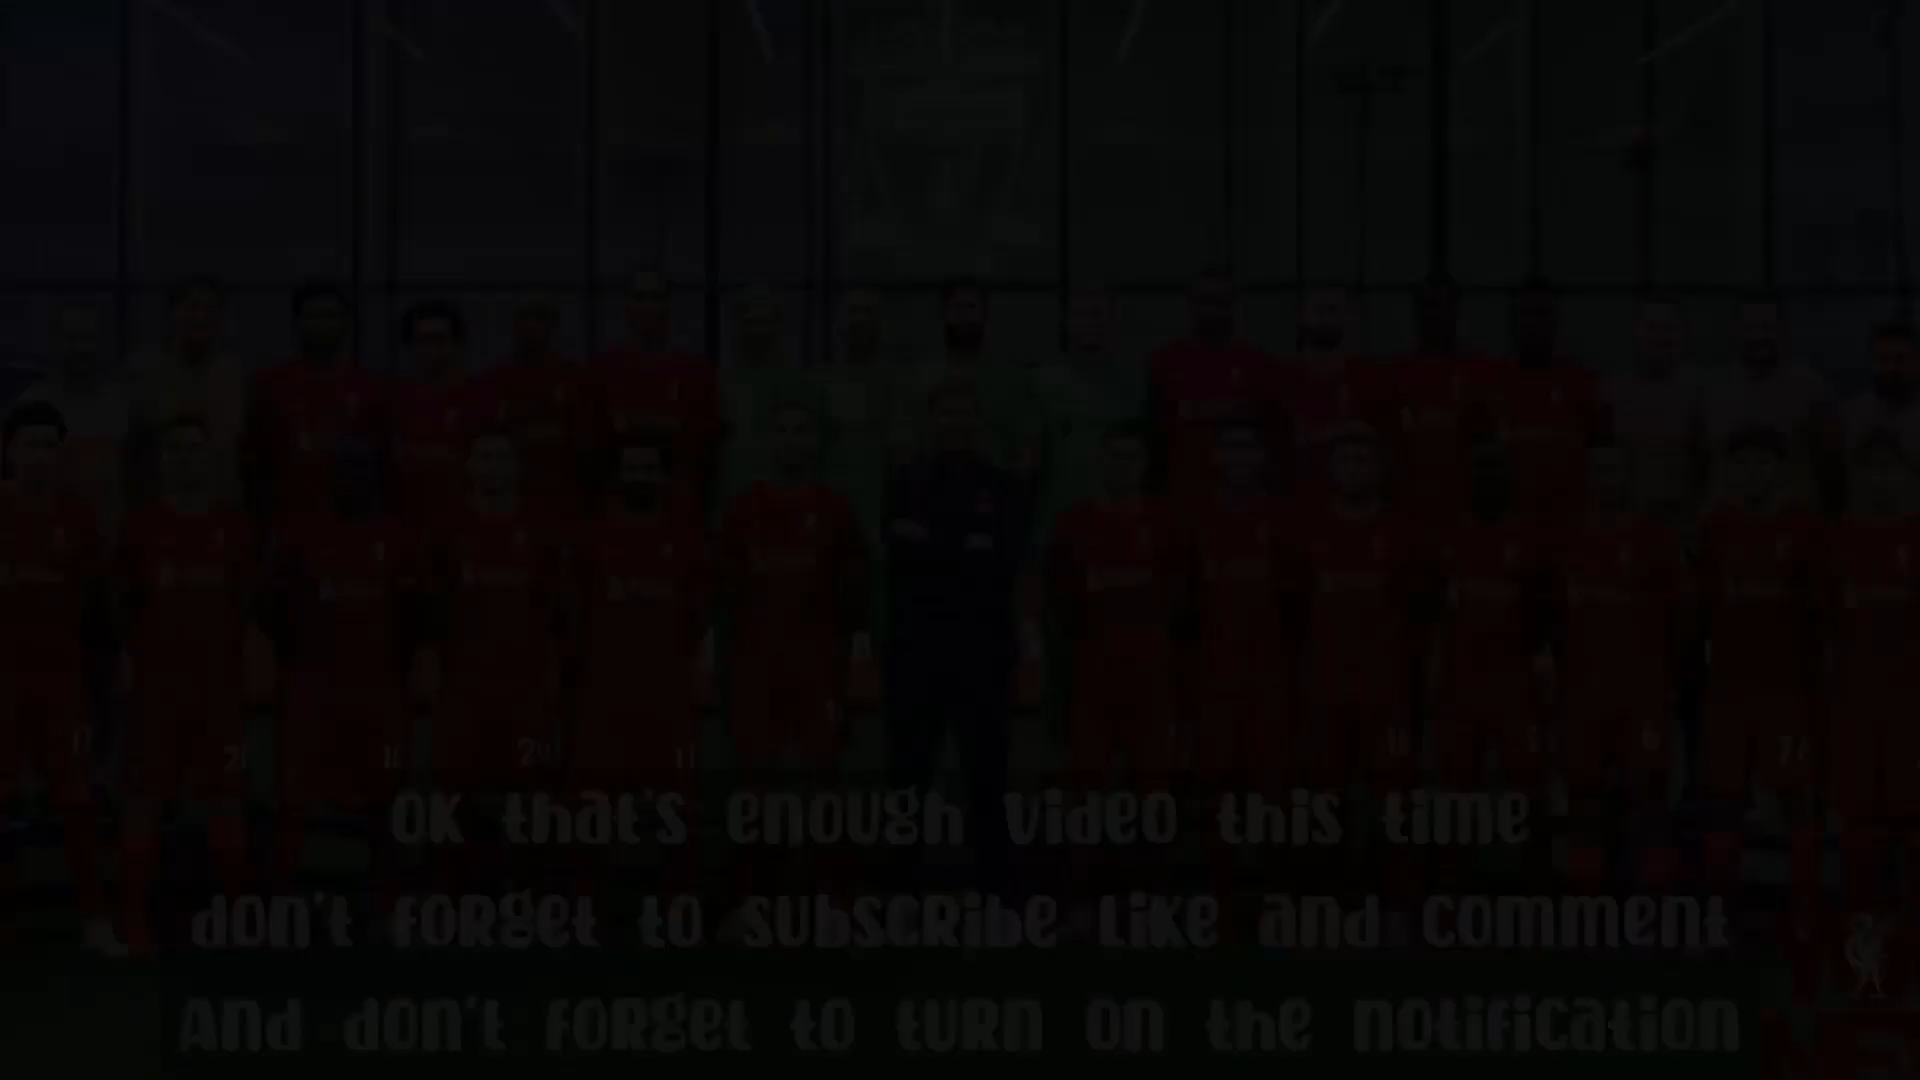 Ok that's enough video this time
don't forget to subscribe like and comment
And don't forget to turn on the notification